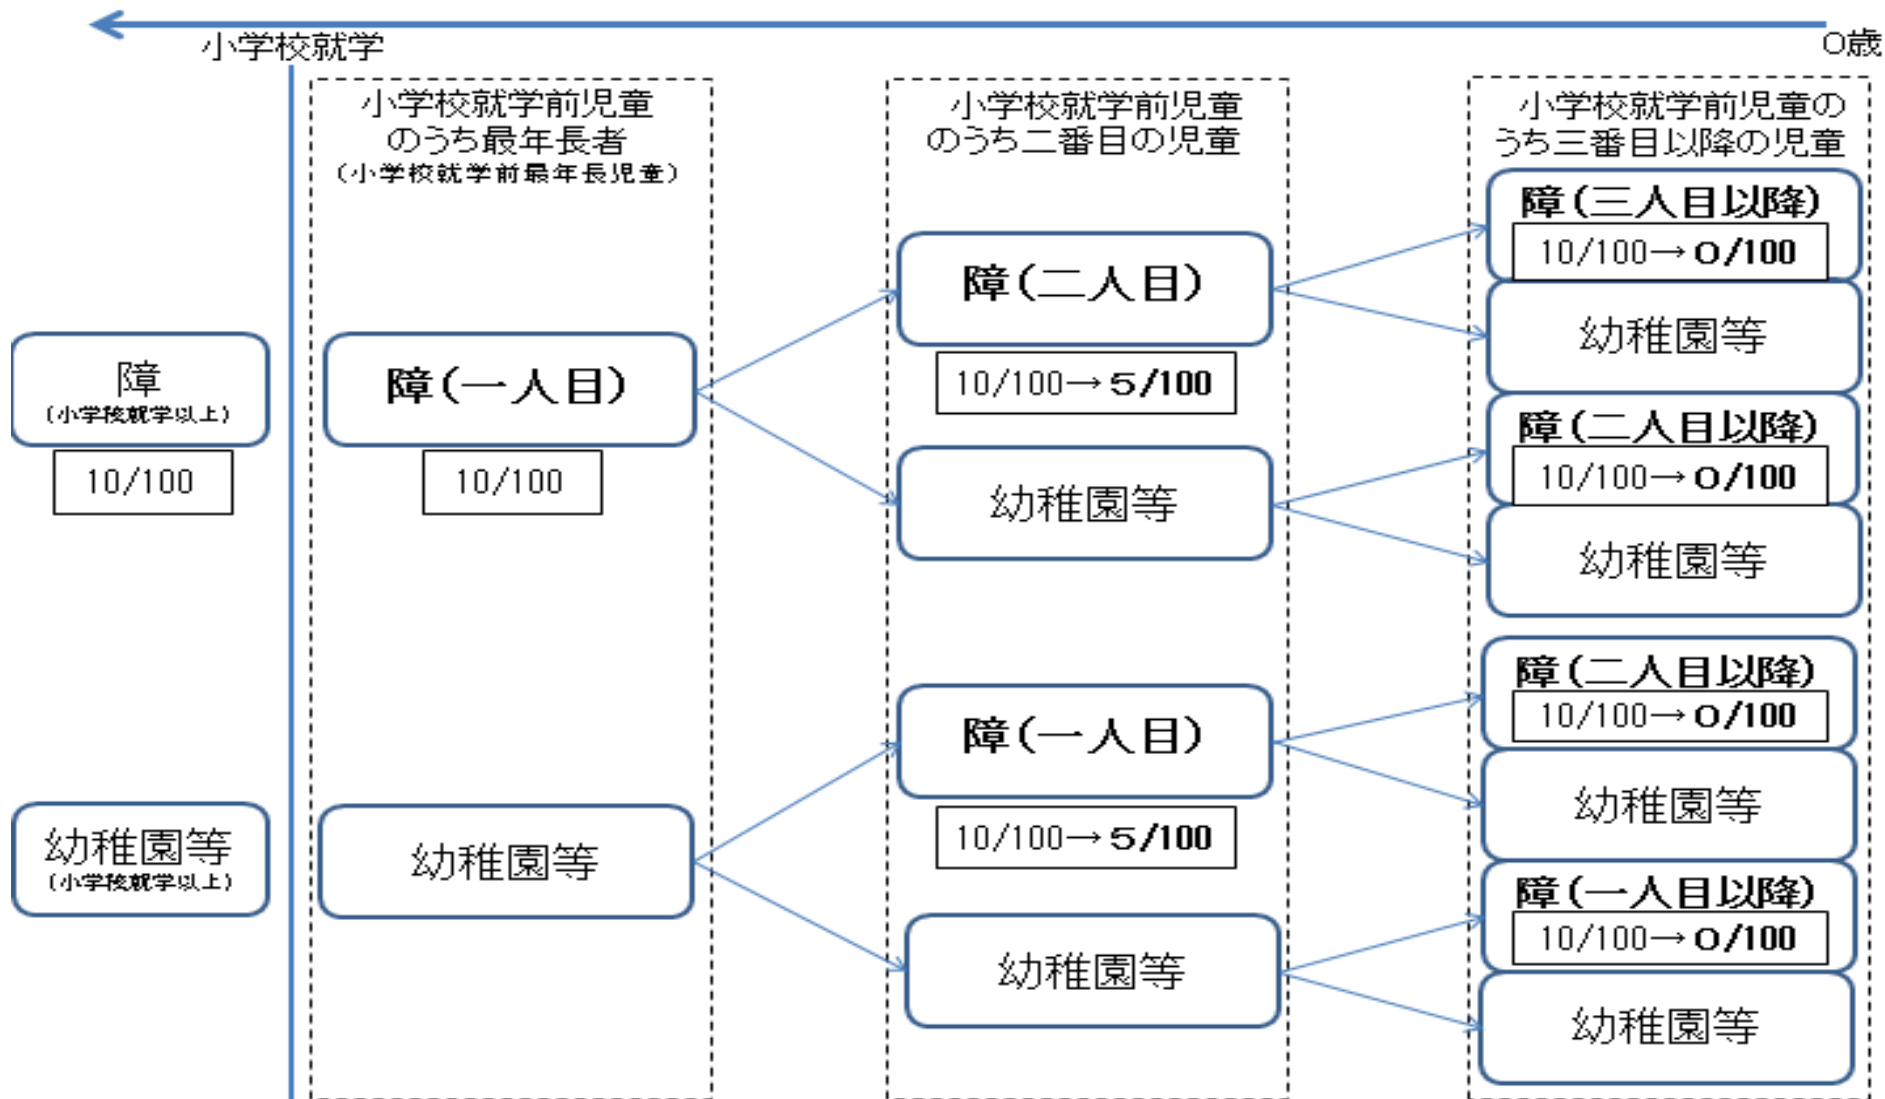 小学校就学
０歳
小学校就学前児童
のうち最年長者
（小学校就学前最年長児童）
小学校就学前児童
のうち二番目の児童
小学校就学前児童の
うち三番目以降の児童
障
（小学校就学以上）
10/100
幼稚園等
（小学校就学以上）
障（一人目）
10/100
幼稚園等
障（二人目）
10/100→５/100
幼稚園等
障（一人目）
10/100→５/100
幼稚園等
障（三人目以降）
10/100→０/100
幼稚園等
障（二人目以降）
10/100→０/100
幼稚園等
障（二人目以降）
10/100→０/100
幼稚園等
障（一人目以降）
10/100→０/100
幼稚園等